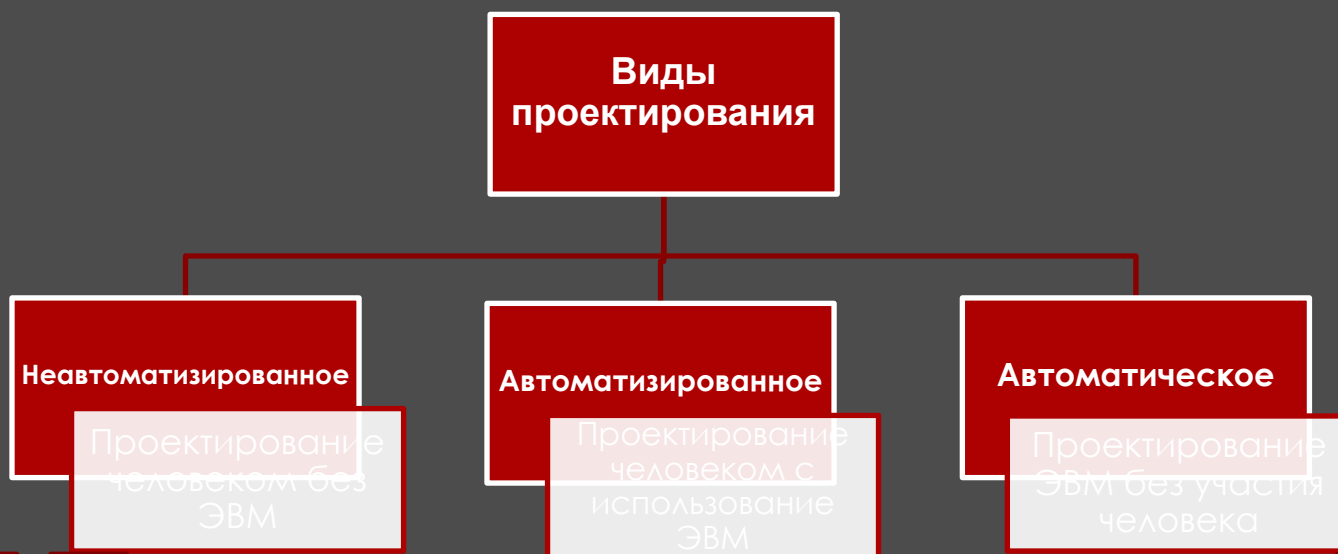 Виды
проектирования
Неавтоматизированное
Проектирование
человеком без
ЭВМ
Автоматизированное
Проектирование
человеком с
использование
ЭВМ
Автоматическое
Проектирование
ЭВМ без участия
человека